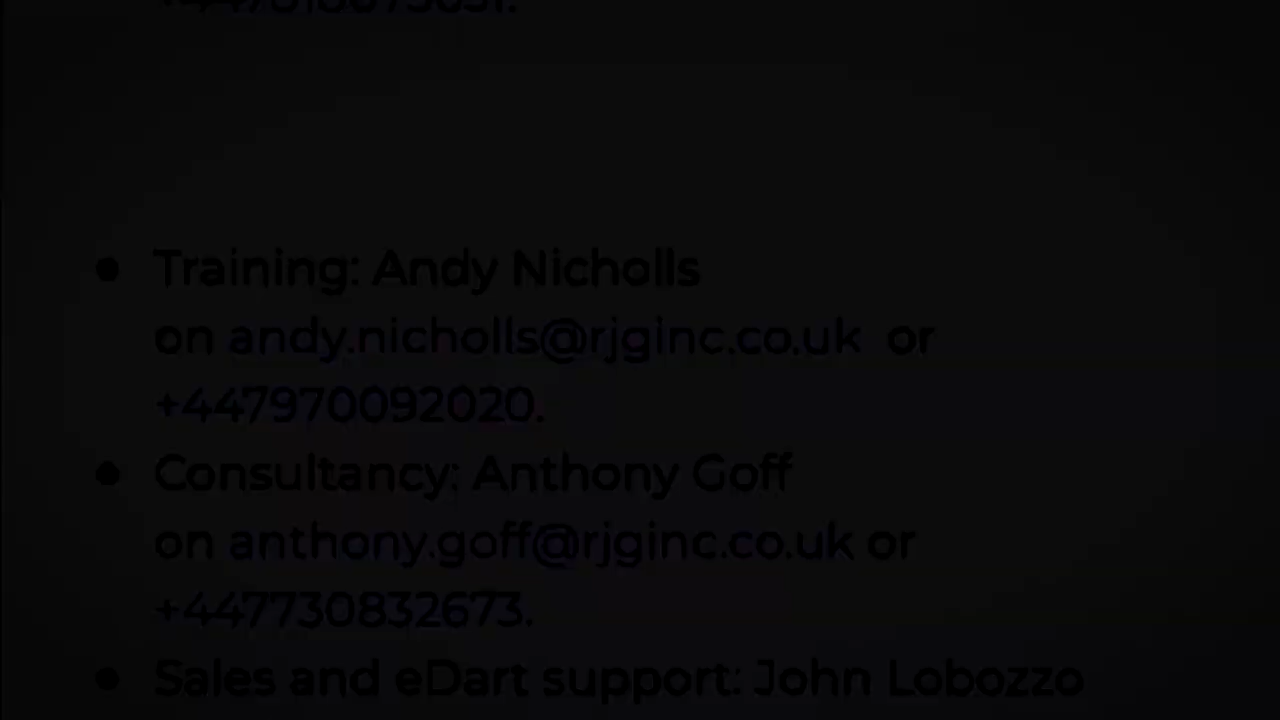 Training: Andy Nicholls
on andy.nicholls@rjginc.co.uk or
+447970092020.
Consultancy: Anthony Goff
on anthony.goff@rjginc.co.uk or
+447730832673.
Sales and eDart support: John Lobozzo